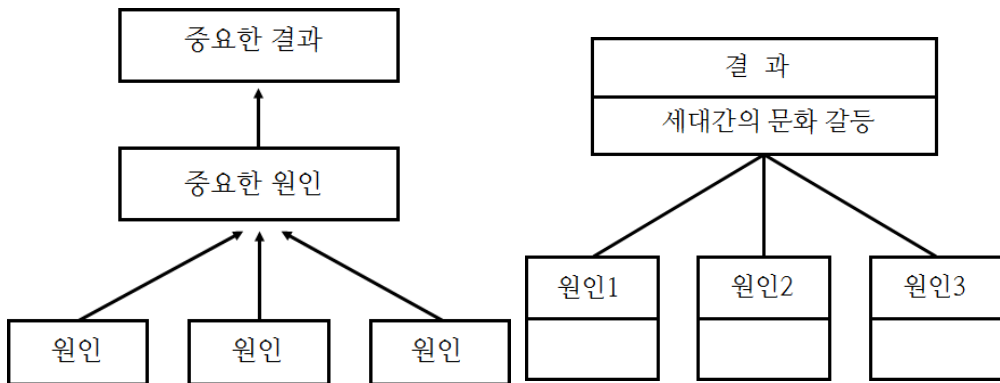 중요한 결과
중요한 원인
원인
원인
원인
결 과
세대간의 문화 갈등
원인1
원인2
원인3